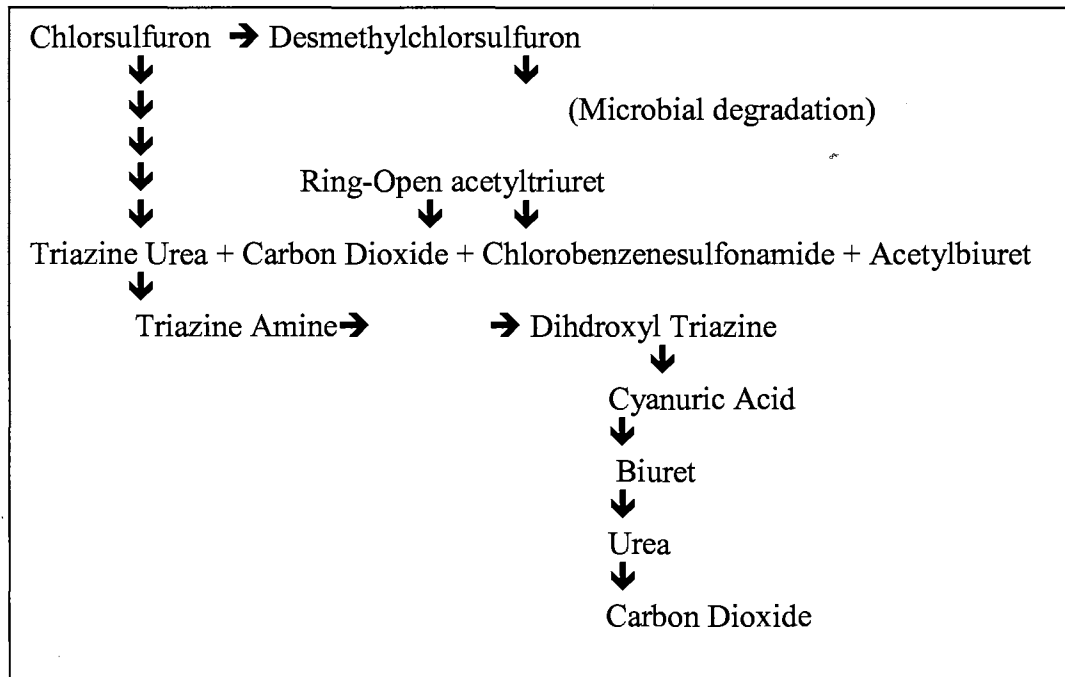 Chlorsulfuron → Desmethylchlorsulfuron
(Microbial degradation)
Ring-Open acetyltriuret
Triazine Urea + Carbon Dioxide + Chlorobenzenesulfonamide + Acetylbiuret
Triazine Amine→ → Dihdroxyl Triazine
Cyanuric Acid
Biuret
Urea
Carbon Dioxide